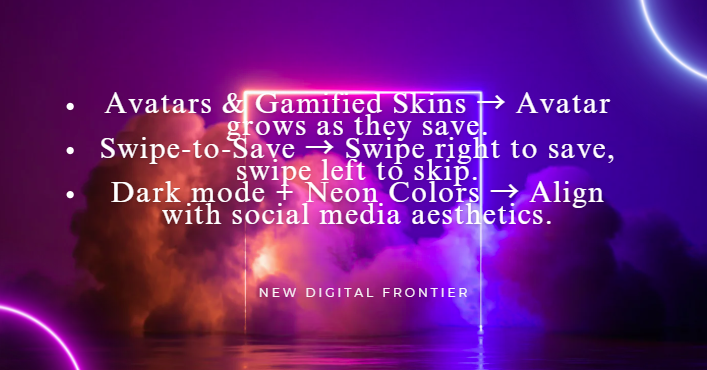 • Avatars & Gamified Skins → Avatar
grows as they save.
• Swipe-to-Save → Swipe right to save,
swipe left to skip.
• Dark mode + Neon Colors → Align
with social media aesthetics.
NEW DIGITAL FRONTIER